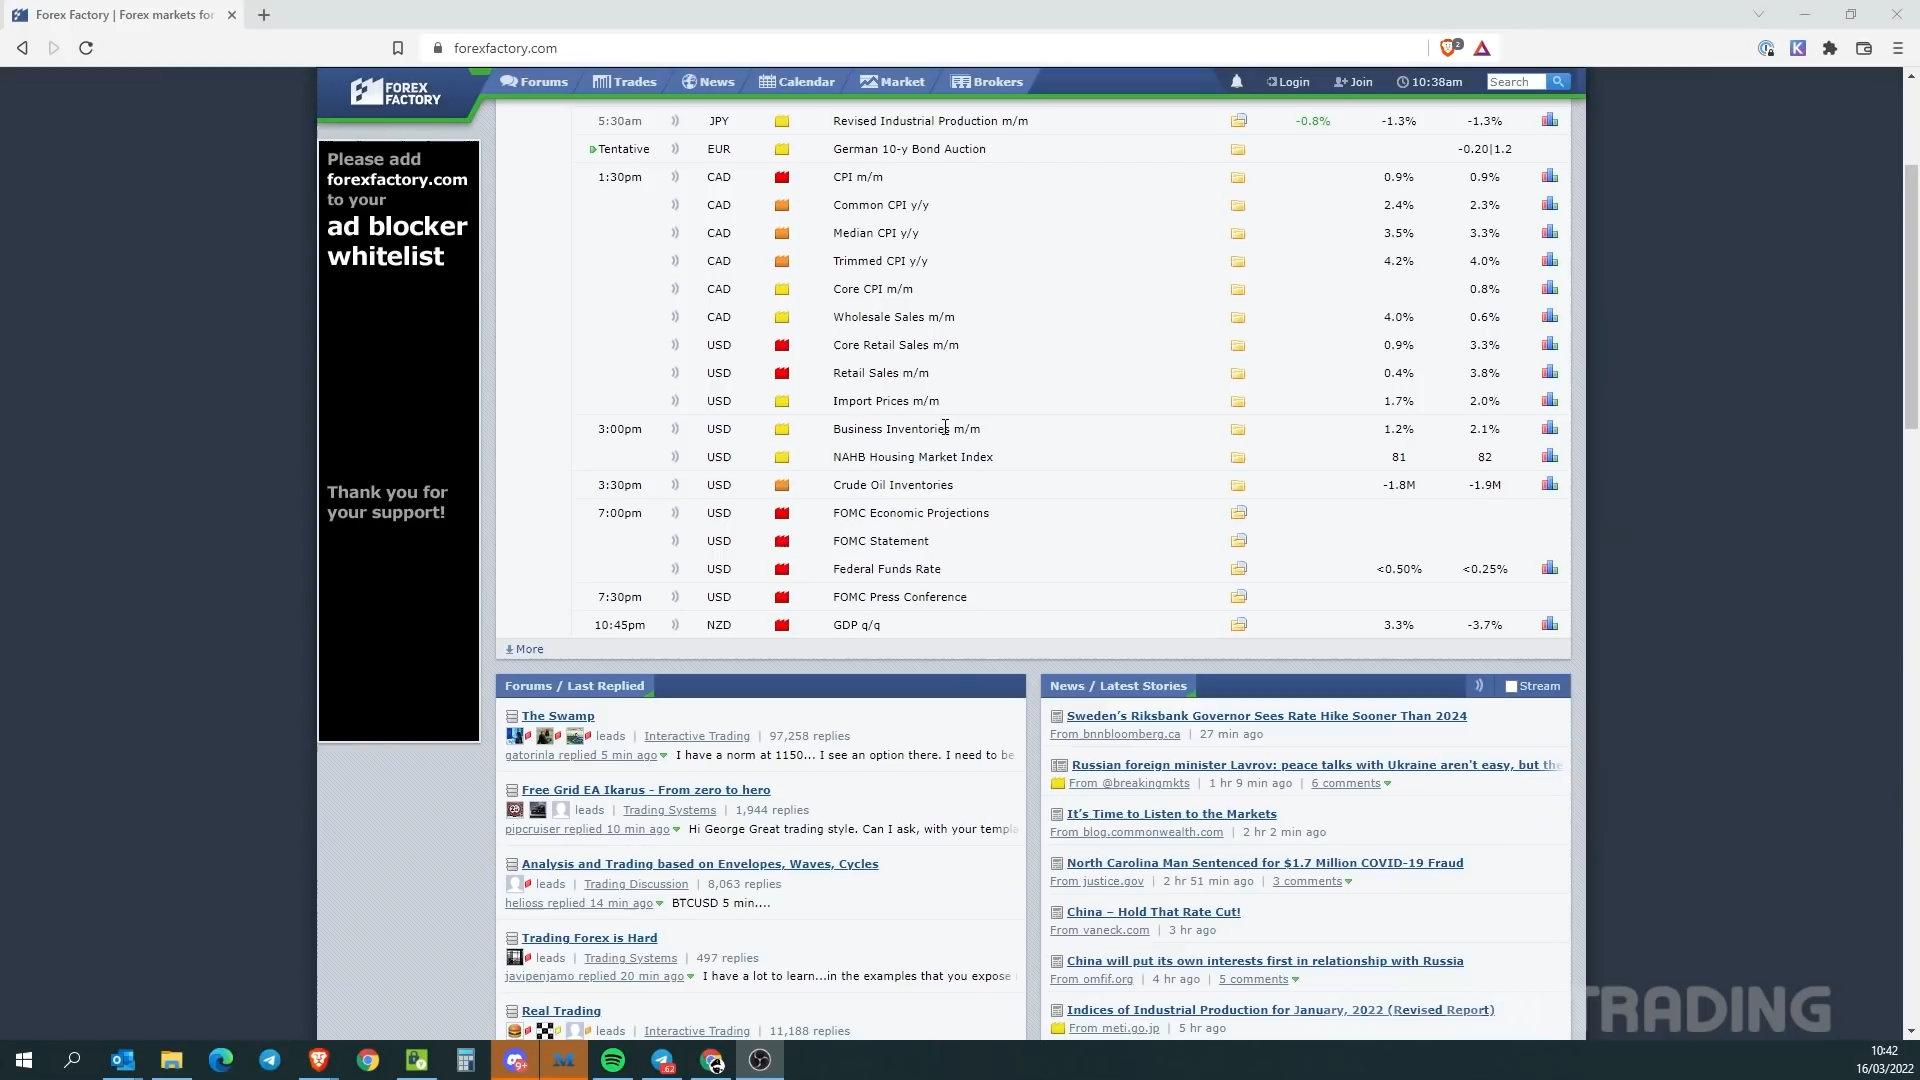 Forex Factory | Forex markets for
forexfactory.com
2
K
FOREX FACTORY
Forums
Trades
News
Calendar
Market
Brokers
Login
Join
10:38am
Search
Please add
forexfactory.com
to your
ad blocker
whitelist
Thank you for
your support!
5:30am JPY Revised Industrial Production m/m -0.8% -1.3% -1.3%
Tentative EUR German 10-y Bond Auction -0.20|1.2
1:30pm CAD CPI m/m 0.9% 0.9%
CAD Common CPI y/y 2.4% 2.3%
CAD Median CPI y/y 3.5% 3.3%
CAD Trimmed CPI y/y 4.2% 4.0%
CAD Core CPI m/m 0.8%
CAD Wholesale Sales m/m 4.0% 0.6%
USD Core Retail Sales m/m 0.9% 3.3%
USD Retail Sales m/m 0.4% 3.8%
USD Import Prices m/m 1.7% 2.0%
3:00pm USD Business Inventories m/m 1.2% 2.1%
USD NAHB Housing Market Index 81 82
3:30pm USD Crude Oil Inventories -1.8M -1.9M
7:00pm USD FOMC Economic Projections
USD FOMC Statement
USD Federal Funds Rate <0.50% <0.25%
7:30pm USD FOMC Press Conference
10:45pm NZD GDP q/q 3.3% -3.7%
More
Forums / Last Replied
The Swamp
leads | Interactive Trading | 97,258 replies
gatorinla replied 5 min ago I have a norm at 1150... I see an option there. I need to be
Free Grid EA Ikarus - From zero to hero
leads | Trading Systems | 1,944 replies
pipcruiser replied 10 min ago Hi George Great trading style. Can I ask, with your templa
Analysis and Trading based on Envelopes, Waves, Cycles
leads | Trading Discussion | 8,063 replies
helioss replied 14 min ago BTCUSD 5 min....
Trading Forex is Hard
leads | Trading Systems | 497 replies
javipenjamo replied 20 min ago I have a lot to learn...in the examples that you expose
Real Trading
leads | Interactive Trading | 11,188 replies
News / Latest Stories
Stream
Sweden's Riksbank Governor Sees Rate Hike Sooner Than 2024
From bnnbloomberg.ca | 27 min ago
Russian foreign minister Lavrov: peace talks with Ukraine aren't easy, but the
From @breakingmkts | 1 hr 9 min ago | 6 comments
It's Time to Listen to the Markets
From blog.commonwealth.com | 2 hr 2 min ago
North Carolina Man Sentenced for $1.7 Million COVID-19 Fraud
From justice.gov | 2 hr 51 min ago | 3 comments
China – Hold That Rate Cut!
From vaneck.com | 3 hr ago
China will put its own interests first in relationship with Russia
From omfif.org | 4 hr ago | 5 comments
Indices of Industrial Production for January, 2022 (Revised Report)
From meti.go.jp | 5 hr ago
TRADING
9+
M
62
10:42
16/03/2022